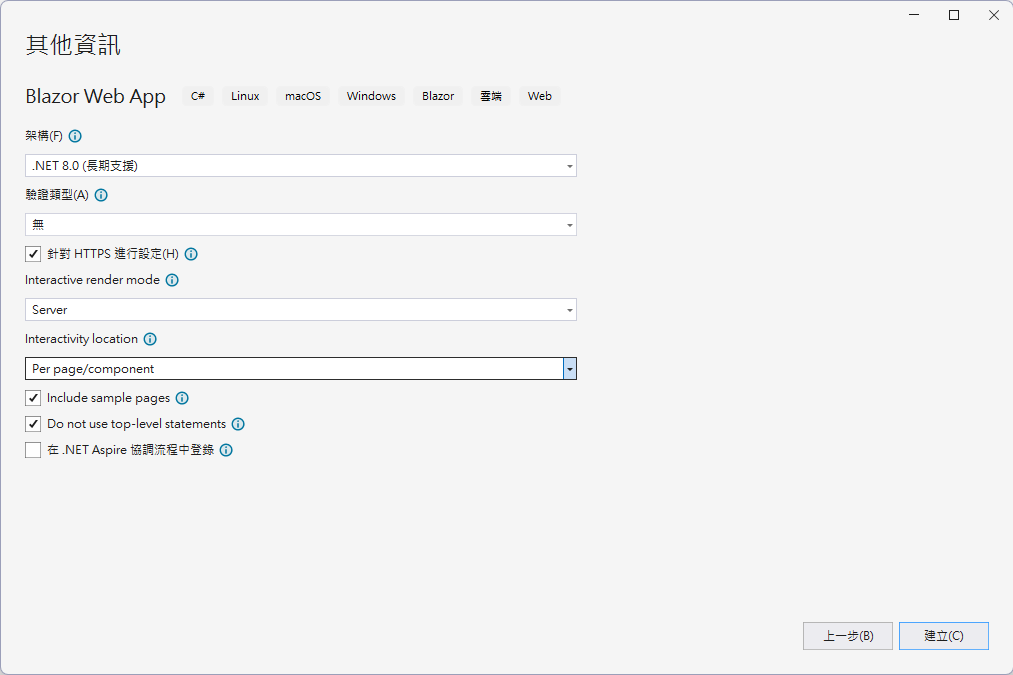 其他資訊
Blazor Web App C# Linux macOS Windows Blazor 雲端 Web
架構(F)
.NET 8.0 (長期支援)
驗證類型(A)
無
針對 HTTPS 進行設定(H)
Interactive render mode
Server
Interactivity location
Per page/component
Include sample pages
Do not use top-level statements
在 .NET Aspire 協調流程中登錄
上一步(B) 建立(C)